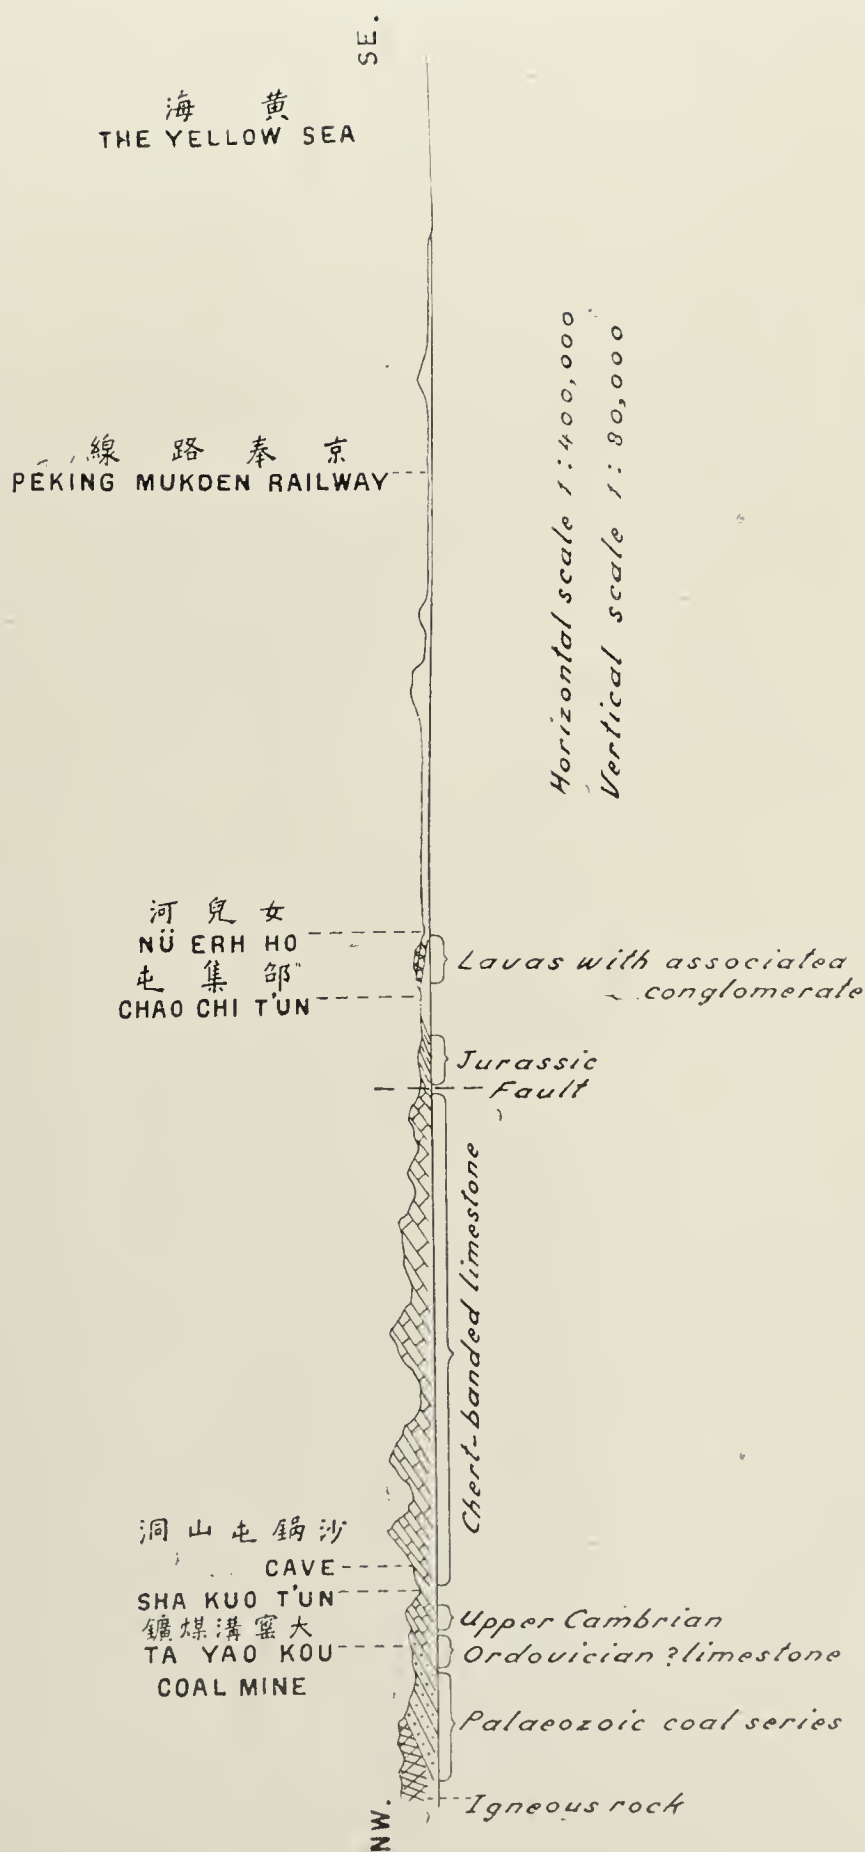 SE.
海黄
THE YELLOW SEA
Horizontal scale 1:400,000
Vertical scale 1:80,000
線路奉京
PEKING MUKDEN RAILWAY
河兒女
NÜ ERH HO
屯集邵
CHAO CHI T'UN
Lavas with associated
conglomerate
Jurassic
Fault
Chert-banded limestone
洞山屯鍋沙
CAVE
SHA KUO T'UN
鑛煤溝窰大
TA YAO KOU
COAL MINE
Upper Cambrian
Ordovician ? limestone
Palaeozoic coal series
Igneous rock
NW.